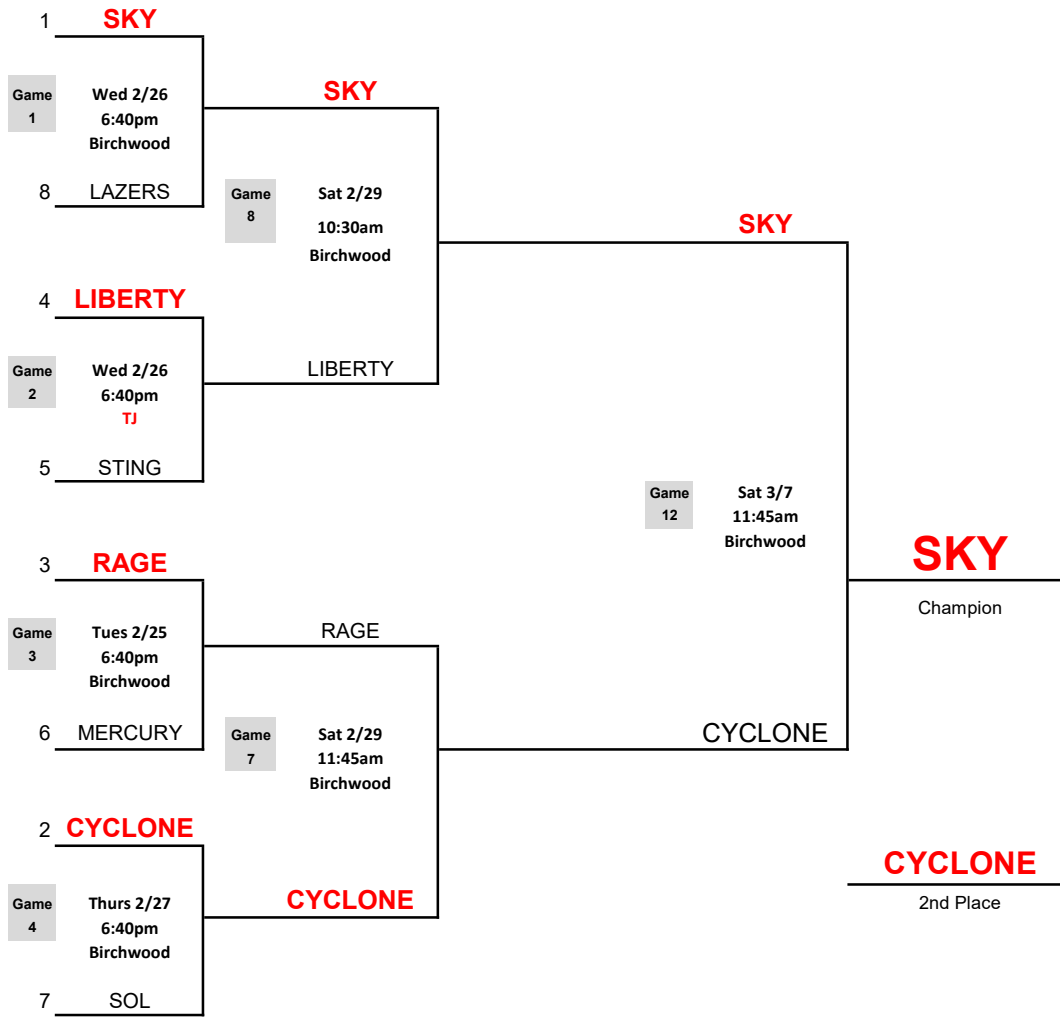 1 SKY
Game 1
Wed 2/26
6:40pm
Birchwood
8 LAZERS
SKY
Game 8
Sat 2/29
10:30am
Birchwood
4 LIBERTY
Game 2
Wed 2/26
6:40pm
TJ
5 STING
LIBERTY
SKY
3 RAGE
Game 3
Tues 2/25
6:40pm
Birchwood
6 MERCURY
RAGE
Game 7
Sat 2/29
11:45am
Birchwood
2 CYCLONE
Game 4
Thurs 2/27
6:40pm
Birchwood
7 SOL
CYCLONE
CYCLONE
Game 12
Sat 3/7
11:45am
Birchwood
SKY
Champion
CYCLONE
2nd Place